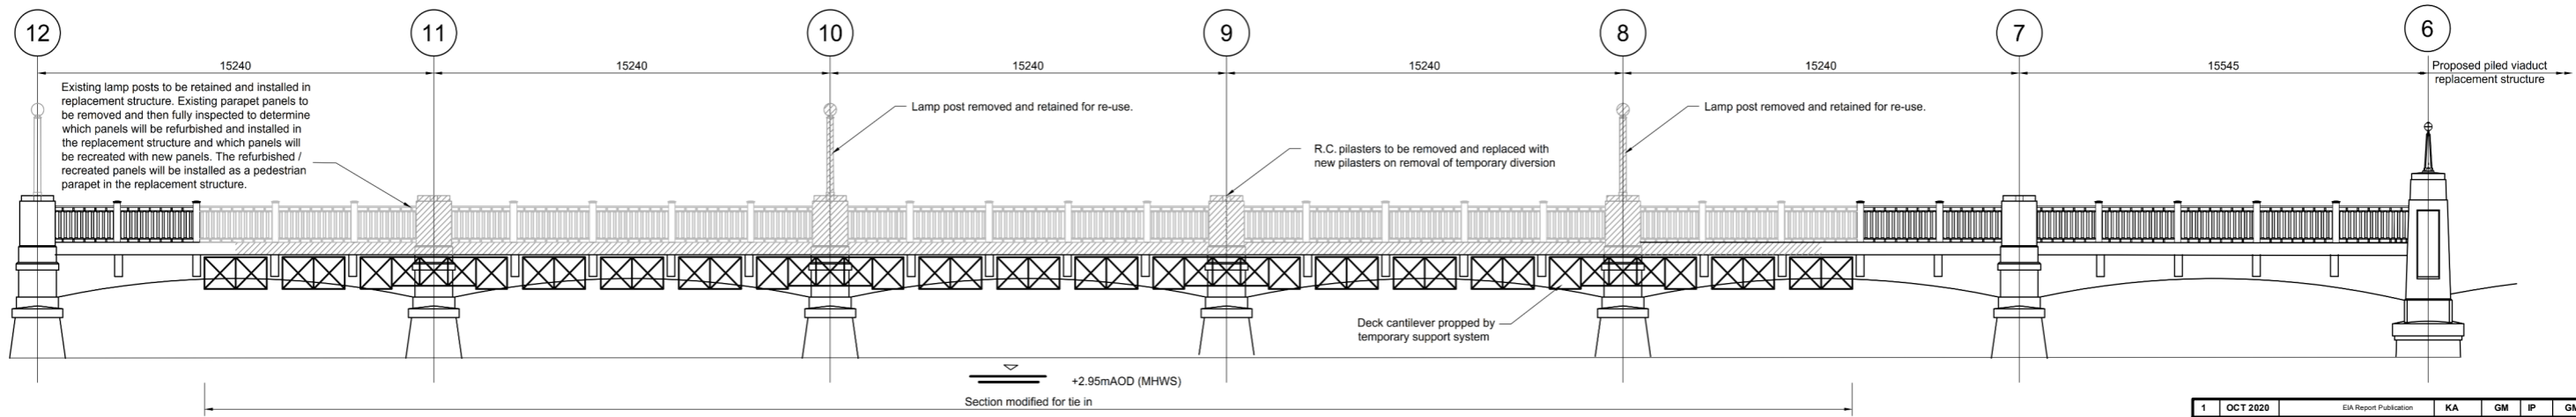 12
11
10
9
8
7
6
15240
15240
15240
15240
15240
15545
Proposed piled viaduct
replacement structure
Existing lamp posts to be retained and installed in
replacement structure. Existing parapet panels to
be removed and then fully inspected to determine
which panels will be refurbished and installed in
the replacement structure and which panels will
be recreated with new panels. The refurbished /
recreated panels will be installed as a pedestrian
parapet in the replacement structure.
Lamp post removed and retained for re-use.
R.C. pilasters to be removed and replaced with
new pilasters on removal of temporary diversion
Lamp post removed and retained for re-use.
Deck cantilever propped by
temporary support system
+2.95mAOD (MHWS)
Section modified for tie in
1 OCT 2020 EIA Report Publication KA GM IP GM